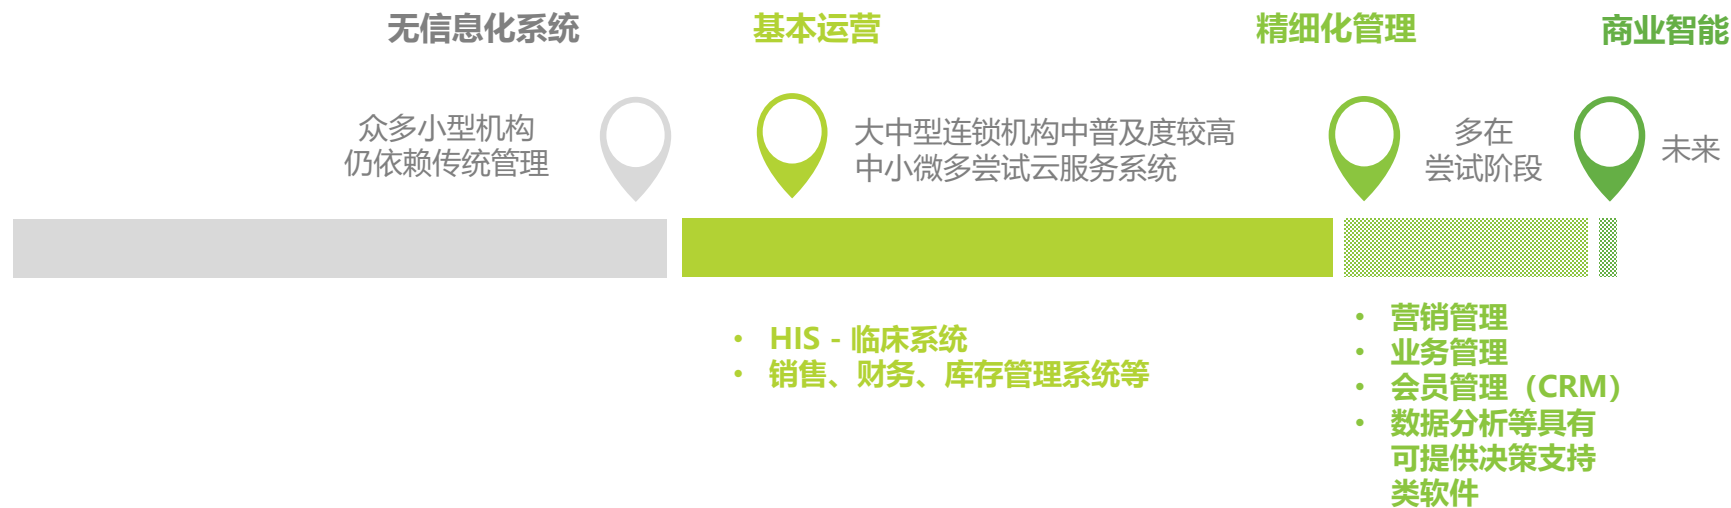 无信息化系统
基本运营
精细化管理
商业智能
众多小型机构
仍依赖传统管理
大中型连锁机构中普及度较高
中小微多尝试云服务系统
多在
尝试阶段
未来
• HIS - 临床系统
• 销售、财务、库存管理系统等
• 营销管理
• 业务管理
• 会员管理（CRM）
• 数据分析等具有
可提供决策支持
类软件